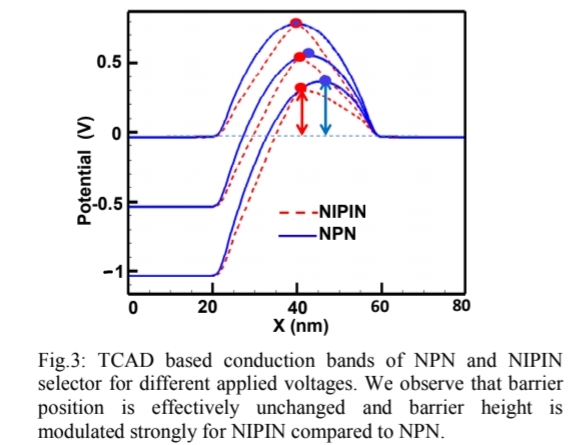 0.5
0
-0.5
-1
Potential (V)
NIPIN
NPN
0 20 40 60 80
X (nm)
Fig.3: TCAD based conduction bands of NPN and NIPIN
selector for different applied voltages. We observe that barrier
position is effectively unchanged and barrier height is
modulated strongly for NIPIN compared to NPN.